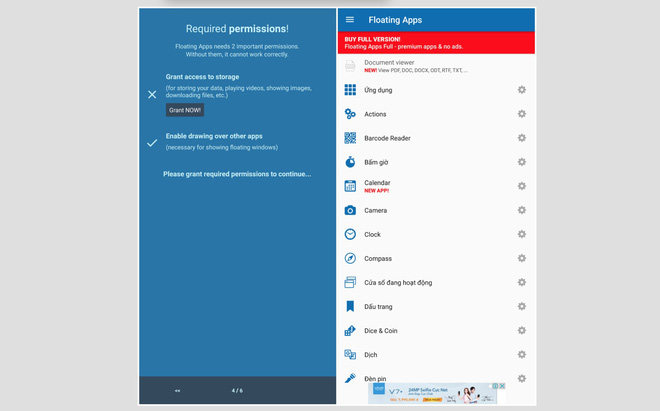 Required permissions!
Floating Apps needs 2 important permissions.
Without them, it cannot work correctly.
Grant access to storage
(for storing your data, playing videos, showing images,
downloading files, etc.)
Grant NOW!
Enable drawing over other apps
(necessary for showing floating windows)
Please grant required permissions to continue...
<< 4 / 6
Floating Apps
BUY FULL VERSION!
Floating Apps Full - premium apps & no ads.
Document viewer
NEW! View PDF, DOC, DOCX, ODT, RTF, TXT, ...
Ứng dụng
Actions
Barcode Reader
Bấm giờ
Calendar
NEW APP!
Camera
Clock
Compass
Cửa sổ đang hoạt động
Dấu trang
Dice & Coin
Dịch
Đèn pin
V7+ 24MP Selfie Cực Nét